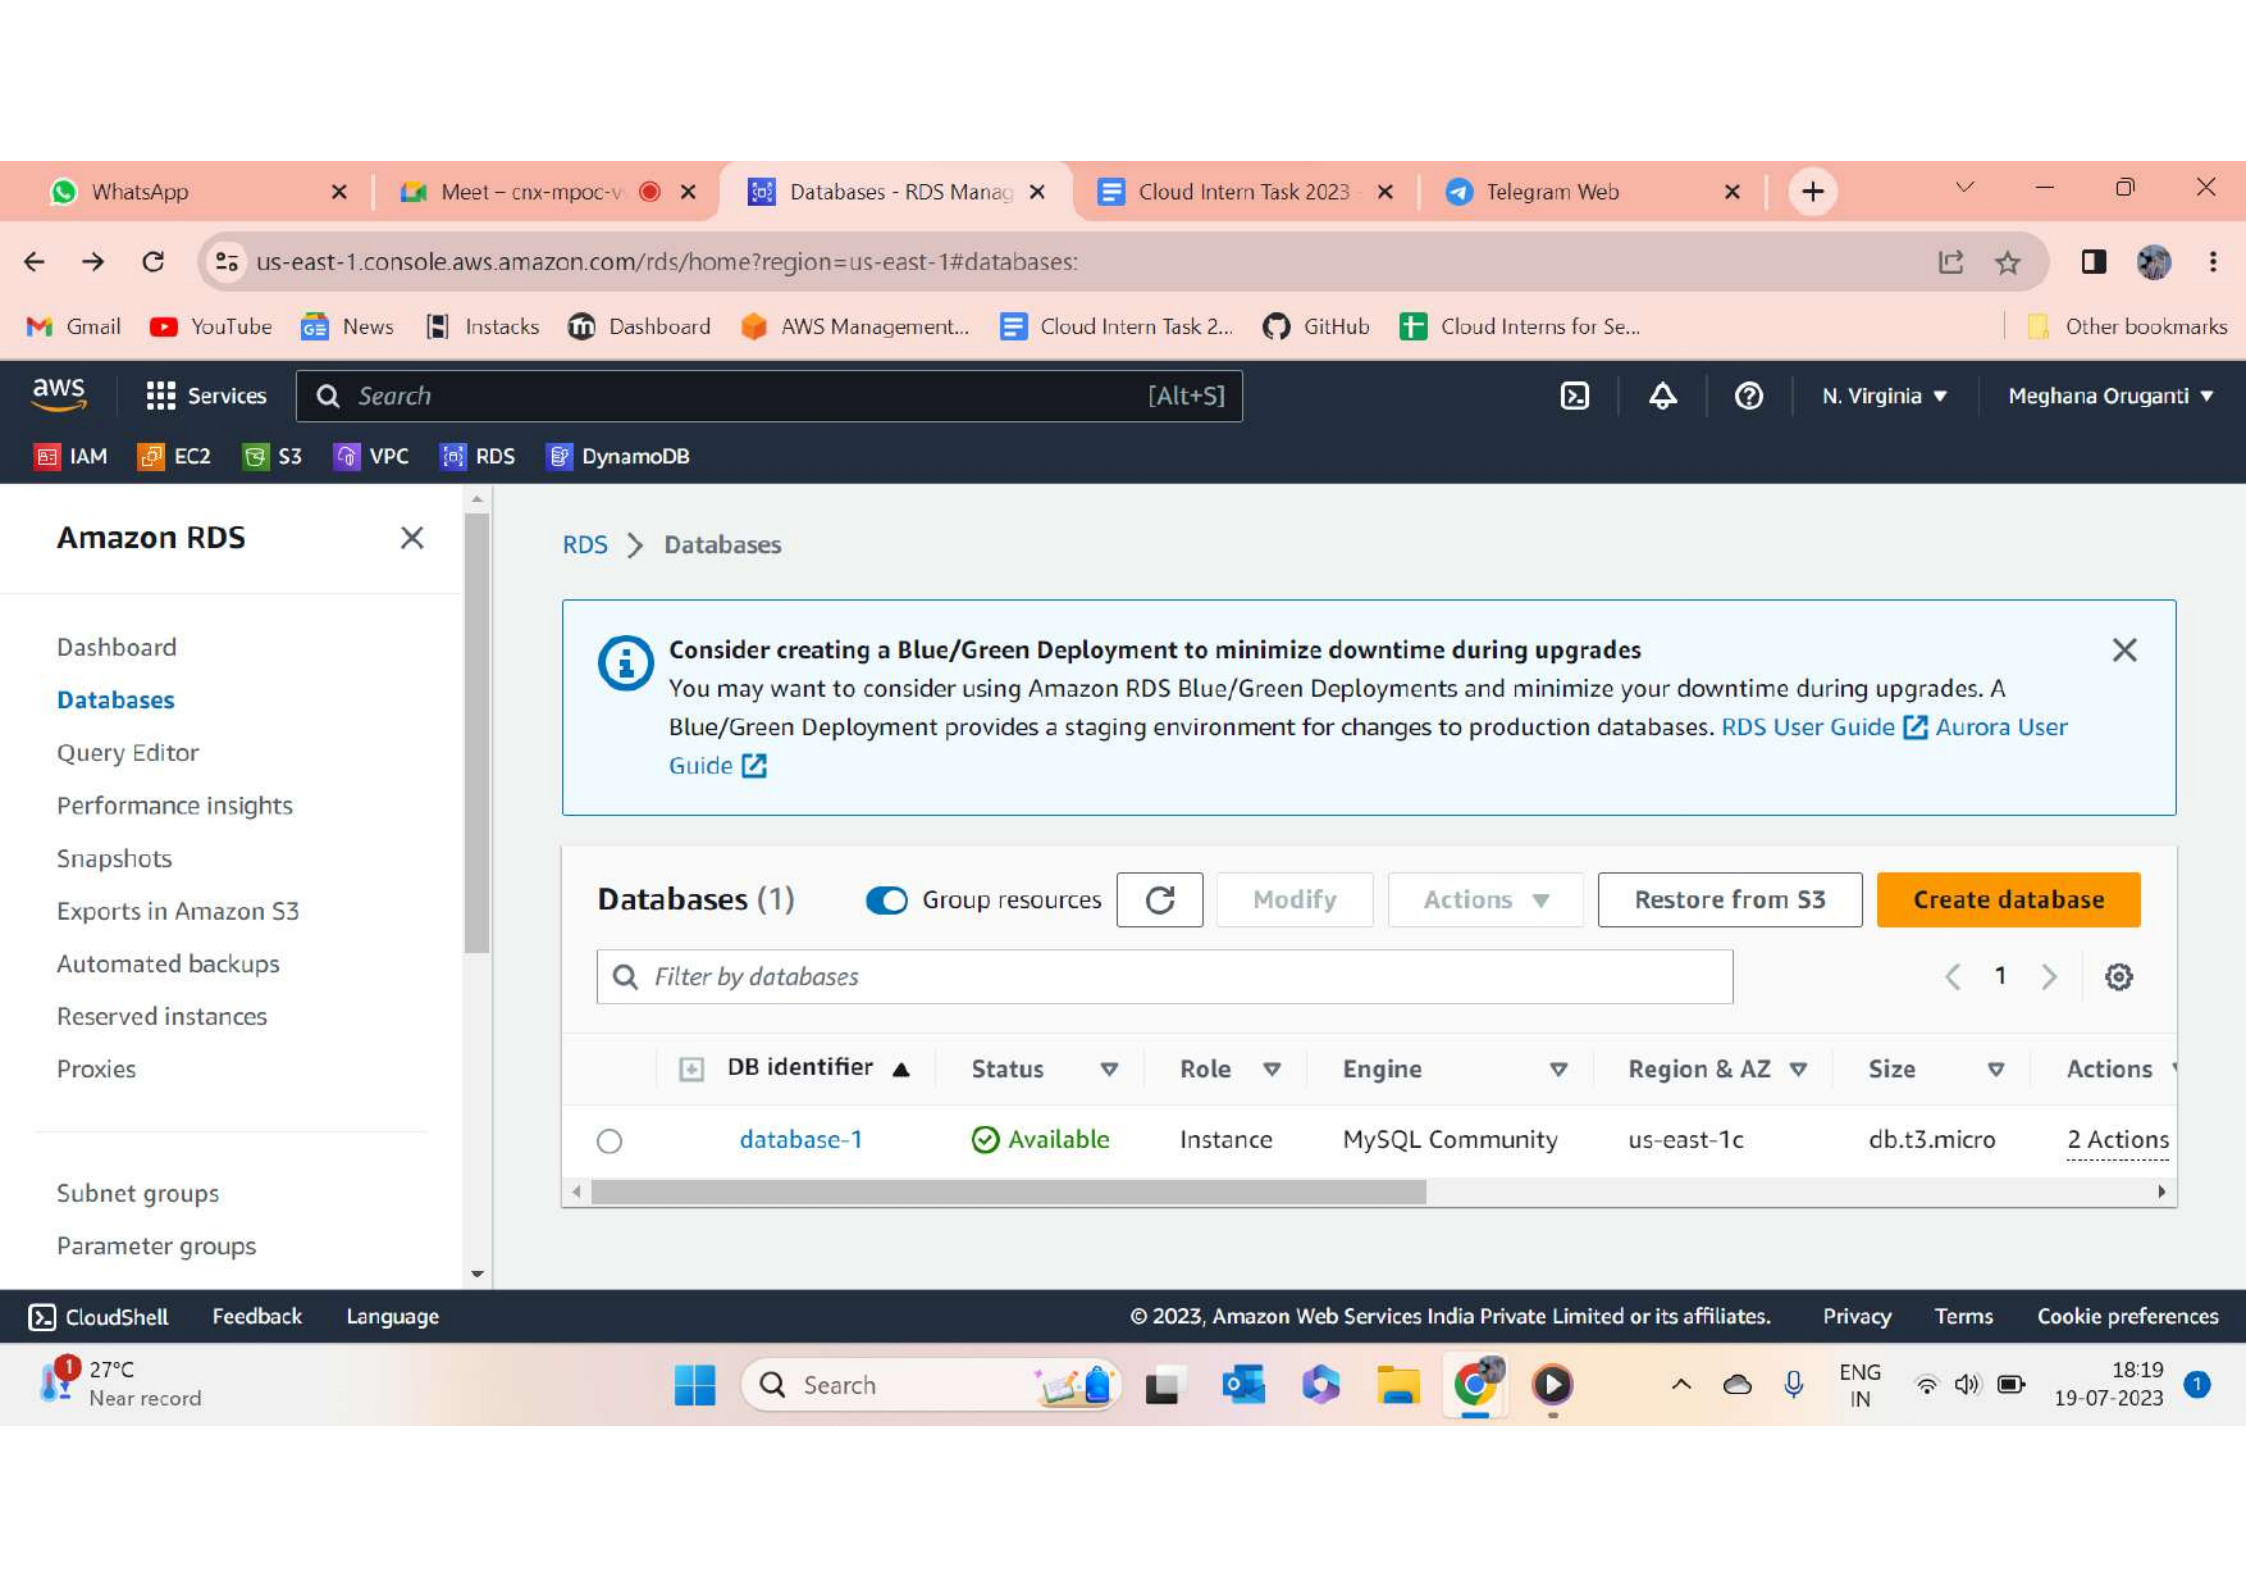 WhatsApp
Meet – cnx-mpoc-v
Databases - RDS Manag
Cloud Intern Task 2023
Telegram Web
us-east-1.console.aws.amazon.com/rds/home?region=us-east-1#databases:
Gmail YouTube News Instacks Dashboard AWS Management... Cloud Intern Task 2... GitHub Cloud Interns for Se... Other bookmarks
aws Services Search [Alt+S] N. Virginia Meghana Oruganti
IAM EC2 S3 VPC RDS DynamoDB
Amazon RDS
Dashboard
Databases
Query Editor
Performance insights
Snapshots
Exports in Amazon S3
Automated backups
Reserved instances
Proxies
Subnet groups
Parameter groups
RDS > Databases
Consider creating a Blue/Green Deployment to minimize downtime during upgrades
You may want to consider using Amazon RDS Blue/Green Deployments and minimize your downtime during upgrades. A
Blue/Green Deployment provides a staging environment for changes to production databases. RDS User Guide Aurora User
Guide
Databases (1) Group resources Modify Actions Restore from S3 Create database
Filter by databases 1
DB identifier Status Role Engine Region & AZ Size Actions
database-1 Available Instance MySQL Community us-east-1c db.t3.micro 2 Actions
CloudShell Feedback Language © 2023, Amazon Web Services India Private Limited or its affiliates. Privacy Terms Cookie preferences
1 27°C
Near record
Search
ENG
IN
18:19
19-07-2023
1